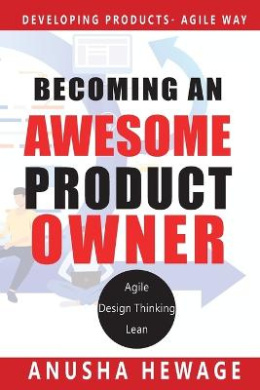 DEVELOPING PRODUCTS- AGILE WAY
BECOMING AN
AWESOME
PRODUCT
OWNER
Agile
Design Thinking
Lean
ANUSHA HEWAGE